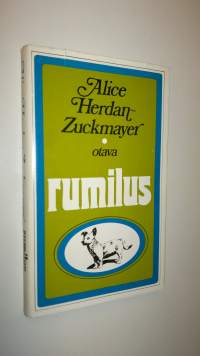 Alice
Herdan-
Zuckmayer
otava
rumilus